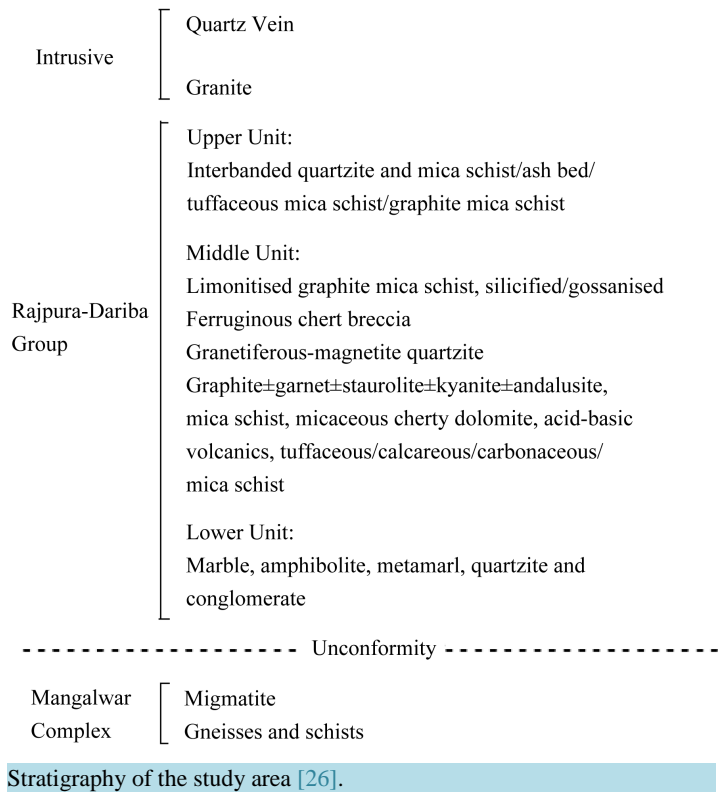 Intrusive
Quartz Vein
Granite
Rajpura-Dariba
Group
Upper Unit:
Interbanded quartzite and mica schist/ash bed/
tuffaceous mica schist/graphite mica schist
Middle Unit:
Limonitised graphite mica schist, silicified/gossanised
Ferruginous chert breccia
Granetiferous-magnetite quartzite
Graphite±garnet±staurolite±kyanite±andalusite,
mica schist, micaceous cherty dolomite, acid-basic
volcanics, tuffaceous/calcareous/carbonaceous/
mica schist
Lower Unit:
Marble, amphibolite, metamarl, quartzite and
conglomerate
Unconformity
Mangalwar
Complex
Migmatite
Gneisses and schists
Stratigraphy of the study area [26].